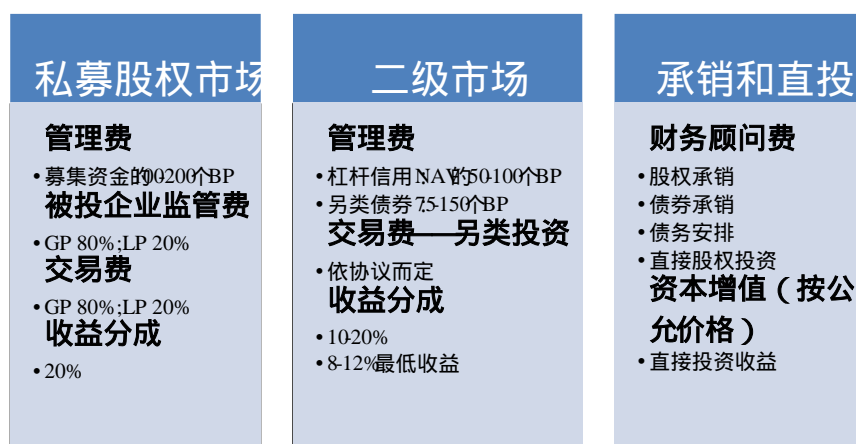 私募股权市场
管理费
• 募集资金的00-200个BP
被投企业监管费
• GP 80%;LP 20%
交易费
• GP 80%;LP 20%
收益分成
• 20%
二级市场
管理费
• 杠杆信用:NAV的50-100个BP
• 另类债券 75-150个BP
交易费——另类投资
• 依协议而定
收益分成
• 10-20%
• 8-12%最低收益
承销和直投
财务顾问费
• 股权承销
• 债券承销
• 债务安排
• 直接股权投资
资本增值(按公
允价格)
• 直接投资收益